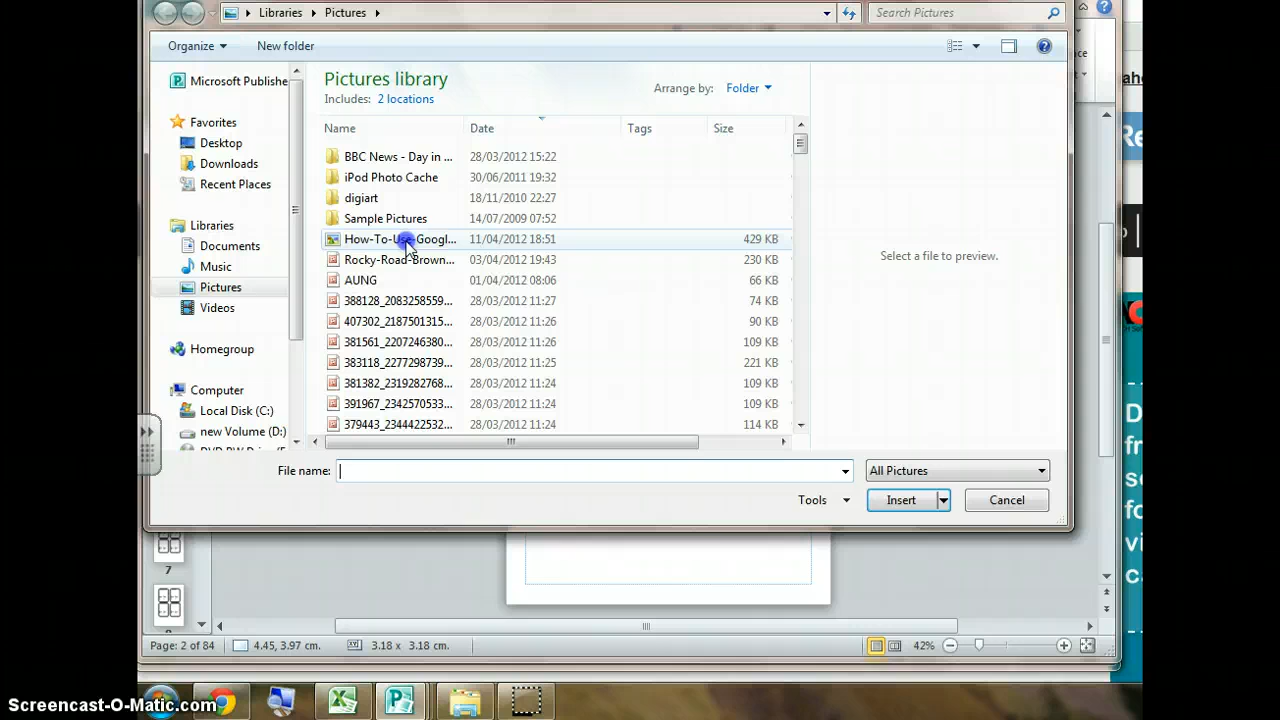 Libraries Pictures
Search Pictures
Organize New folder
Microsoft Publishe
Pictures library
Includes: 2 locations
Arrange by: Folder
Name Date Tags Size
Favorites
Desktop
Downloads
Recent Places
Libraries
Documents
Music
Pictures
Videos
Homegroup
Computer
Local Disk (C:)
new Volume (D:)
BBC News - Day in ... 28/03/2012 15:22
iPod Photo Cache 30/06/2011 19:32
digiart 18/11/2010 22:27
Sample Pictures 14/07/2009 07:52
How-To-Use-Googl... 11/04/2012 18:51 429 KB
Rocky-Road-Brown... 03/04/2012 19:43 230 KB
AUNG 01/04/2012 08:06 66 KB
388128_2083258559... 28/03/2012 11:27 74 KB
407302_2187501315... 28/03/2012 11:26 90 KB
381561_2207246380... 28/03/2012 11:26 109 KB
383118_2277298739... 28/03/2012 11:25 221 KB
381382_2319282768... 28/03/2012 11:24 109 KB
391967_2342570533... 28/03/2012 11:24 109 KB
379443_2344422532... 28/03/2012 11:24 114 KB
Select a file to preview.
File name: All Pictures
Tools Insert Cancel
7
Page: 2 of 84 4.45, 3.97 cm. 3.18 x 3.18 cm. 42%
Screencast-O-Matic.com